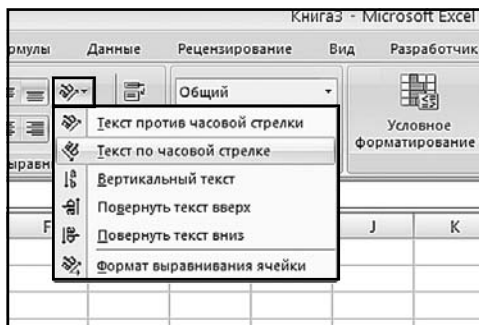 Книга3 - Microsoft Excel
рмулы Данные Рецензирование Вид Разработчик
Общий
Условное
форматирование
ыравн
Текст против часовой стрелки
Текст по часовой стрелке
Вертикальный текст
Повернуть текст вверх
Повернуть текст вниз
Формат выравнивания ячейки
F J K